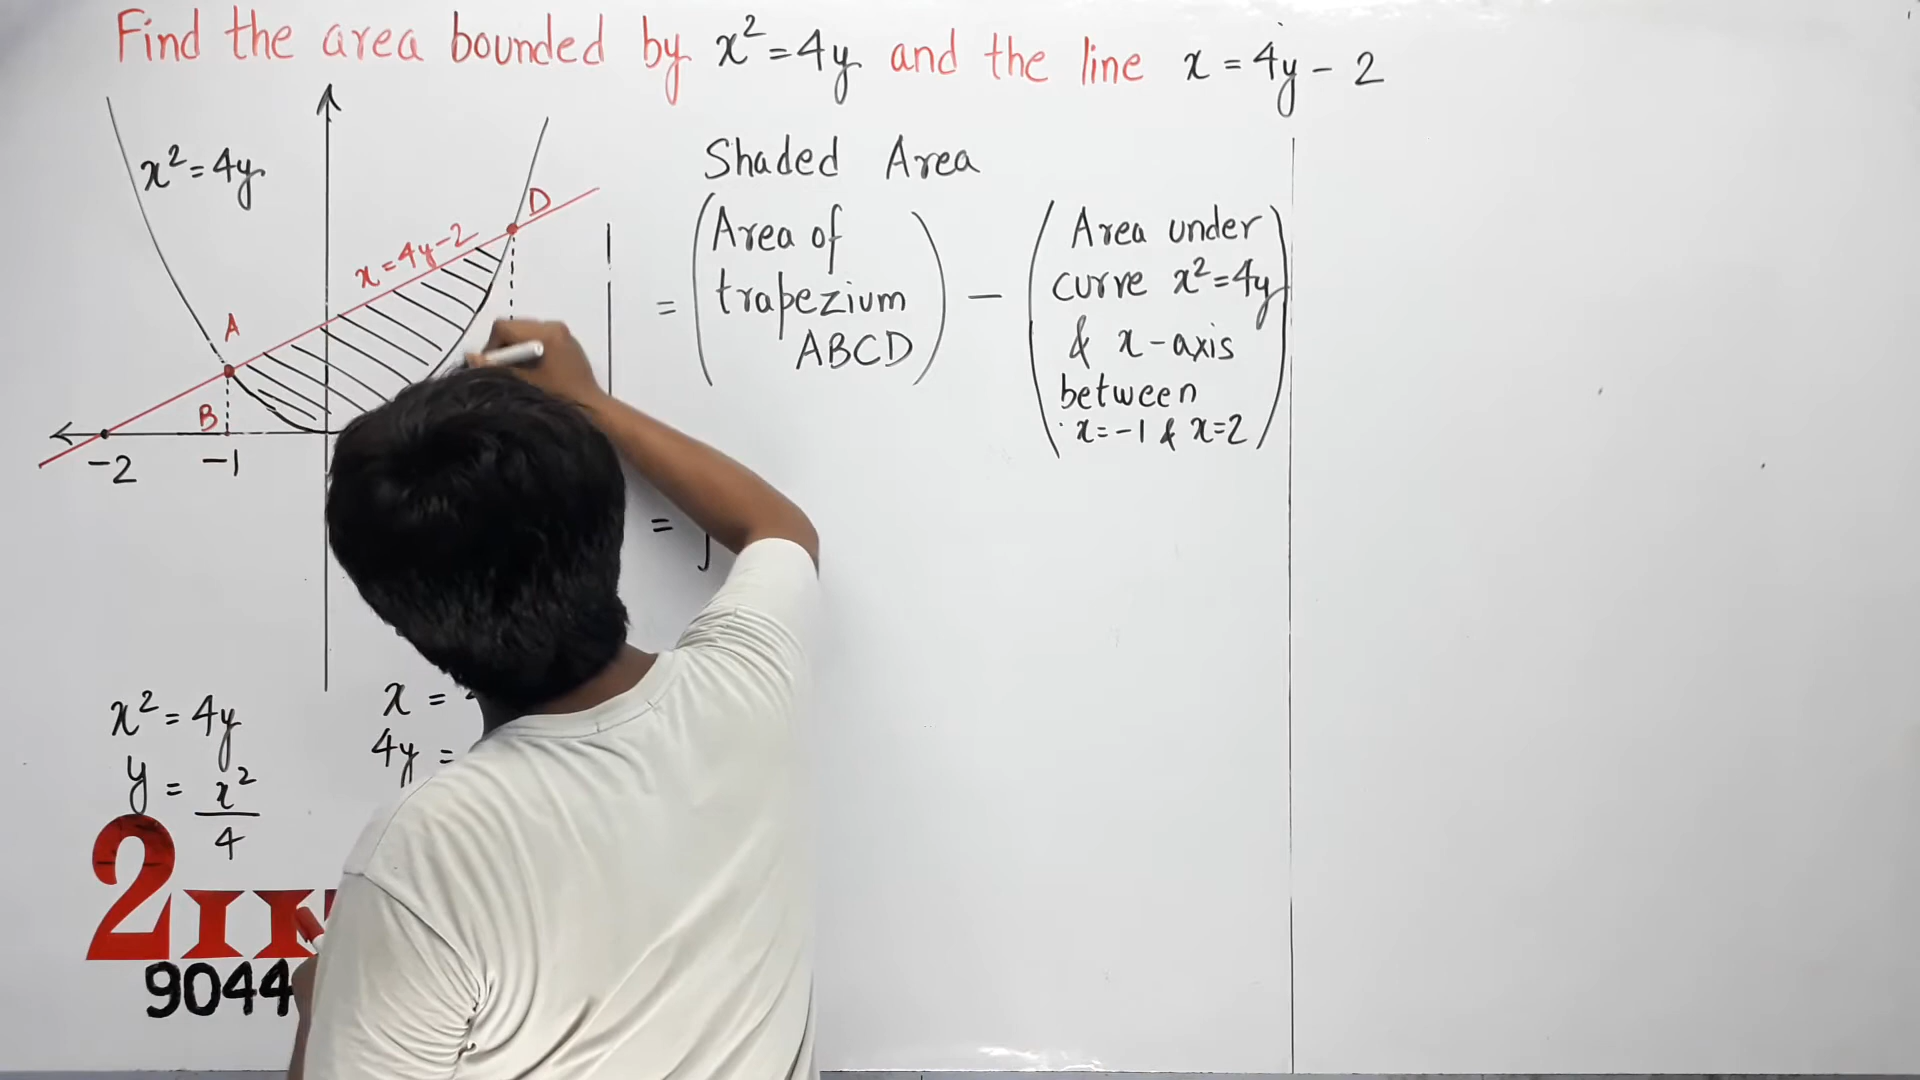 Find the area bounded by x² = 4y and the line x = 4y - 2
x² = 4y
x = 4y - 2
D
A
B
-2
-1
Shaded Area
= (Area of trapezium ABCD) - (Area under curve x² = 4y & x-axis between x = -1 & x = 2)
= ∫
x² = 4y
y = x²/4
x =
4y =
2
9044